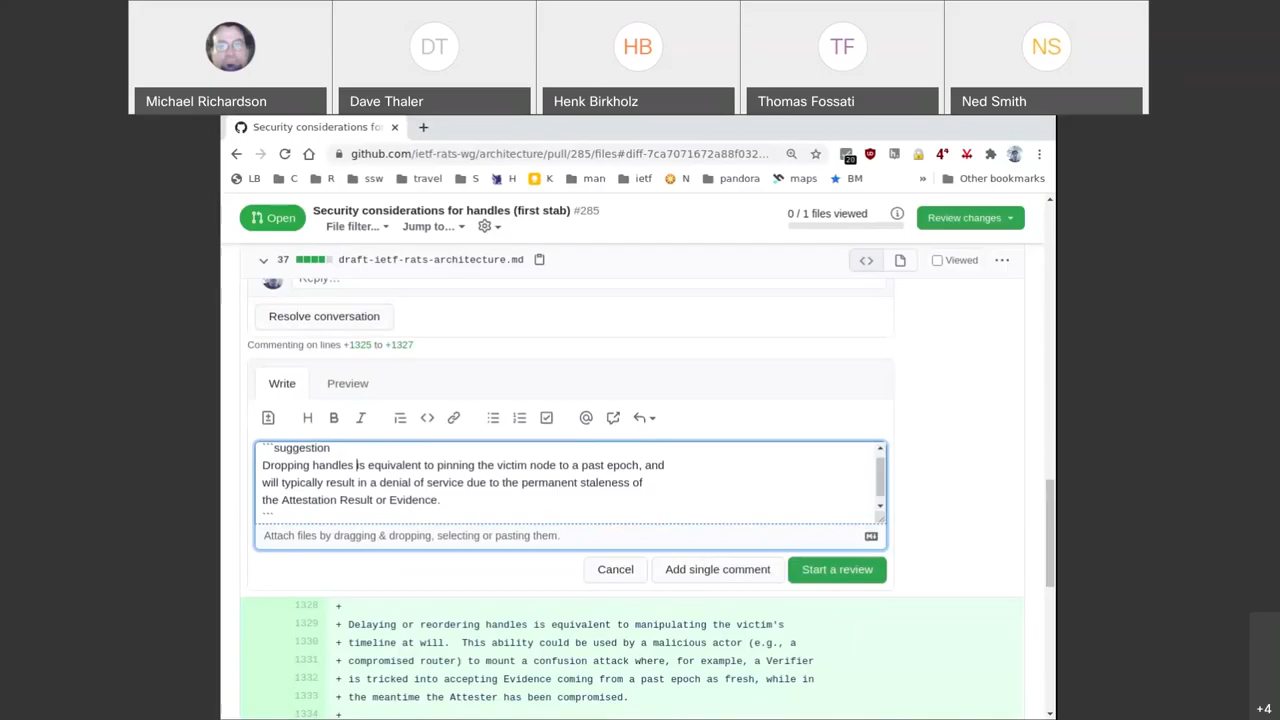 DT
HB
TF
NS
Michael Richardson
Dave Thaler
Henk Birkholz
Thomas Fossati
Ned Smith
Security considerations fo
github.com/ietf-rats-wg/architecture/pull/285/files#diff-7ca7071672a88f032...
20
4
LB
C
R
ssw
travel
S
H
K
man
ietf
N
pandora
maps
BM
»
Other bookmarks
Open
Security considerations for handles (first stab) #285
File filter...
Jump to...
0 / 1 files viewed
Review changes
37
draft-ietf-rats-architecture.md
Viewed
Reply...
Resolve conversation
Commenting on lines +1325 to +1327
Write
Preview
```suggestion
Dropping handles is equivalent to pinning the victim node to a past epoch, and
will typically result in a denial of service due to the permanent staleness of
the Attestation Result or Evidence.
```
Attach files by dragging & dropping, selecting or pasting them.
Cancel
Add single comment
Start a review
1328 +
1329 + Delaying or reordering handles is equivalent to manipulating the victim's
1330 + timeline at will.  This ability could be used by a malicious actor (e.g., a
1331 + compromised router) to mount a confusion attack where, for example, a Verifier
1332 + is tricked into accepting Evidence coming from a past epoch as fresh, while in
1333 + the meantime the Attester has been compromised.
1334 +
+4